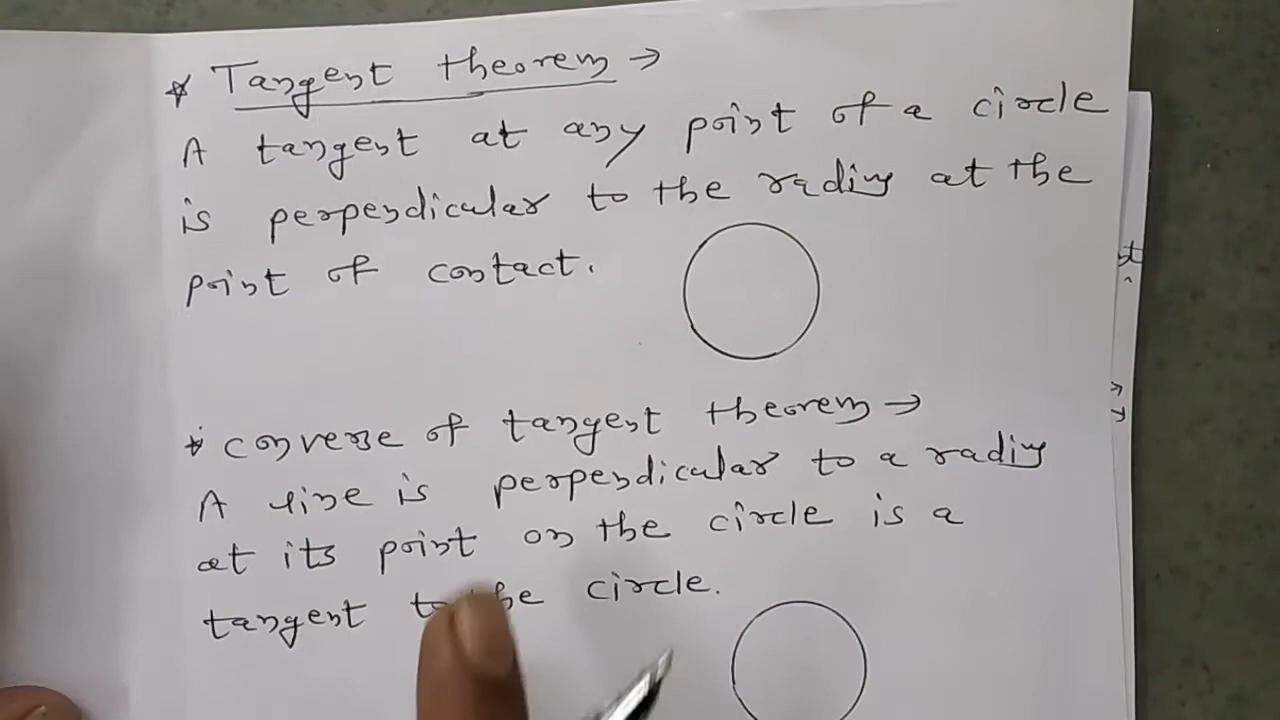 * Tangent theorem →
A tangent at any point of a circle
is perpendicular to the radius at the
point of contact.
* converse of tangent theorem →
A line is perpendicular to a radius
at its point on the circle is a
tangent to the circle.